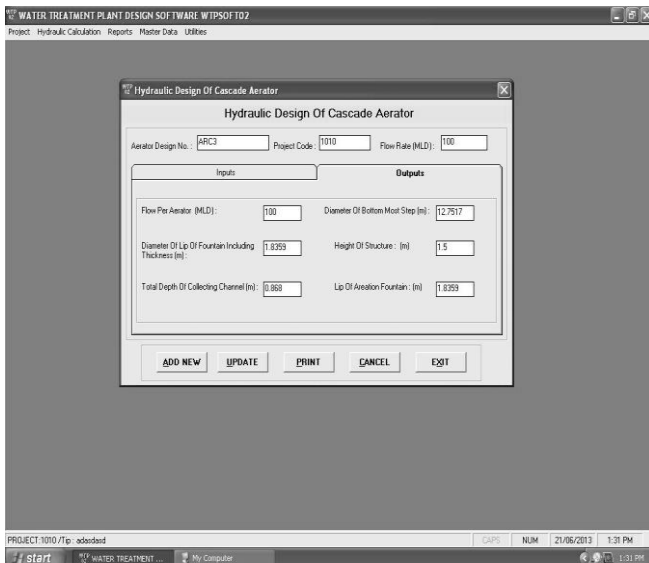 WATER TREATMENT PLANT DESIGN SOFTWARE WTPSOFT02
Project Hydraulic Calculation Reports Master Data Utilities
Hydraulic Design Of Cascade Aerator
Hydraulic Design Of Cascade Aerator
Aerator Design No. : ARC3 Project Code : 1010 Flow Rate (MLD) : 100
Inputs Outputs
Flow Per Aerator (MLD) : 100 Diameter Of Bottom Most Step (m) : 12.7517
Diameter Of Lip Of Fountain Including Thickness (m) : 1.8359 Height Of Structure : (m) 1.5
Total Depth Of Collecting Channel (m) : 0.868 Lip Of Areation Fountain : (m) 1.8359
ADD NEW UPDATE PRINT CANCEL EXIT
PROJECT:1010 /Tip : adasdasd CAPS NUM 21/06/2013 1:31 PM
start WATER TREATMENT ... My Computer 1:31 PM